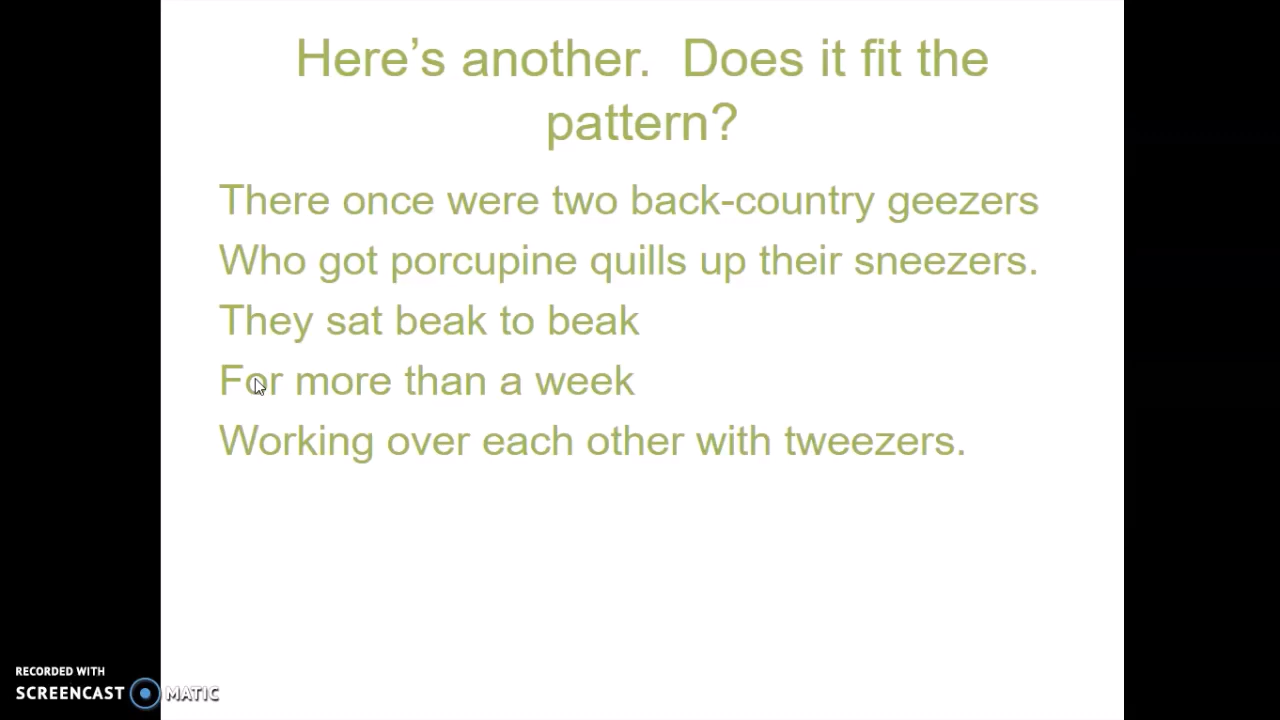 Here’s another.  Does it fit the
pattern?
There once were two back-country geezers
Who got porcupine quills up their sneezers.
They sat beak to beak
For more than a week
Working over each other with tweezers.
RECORDED WITH
SCREENCAST MATIC